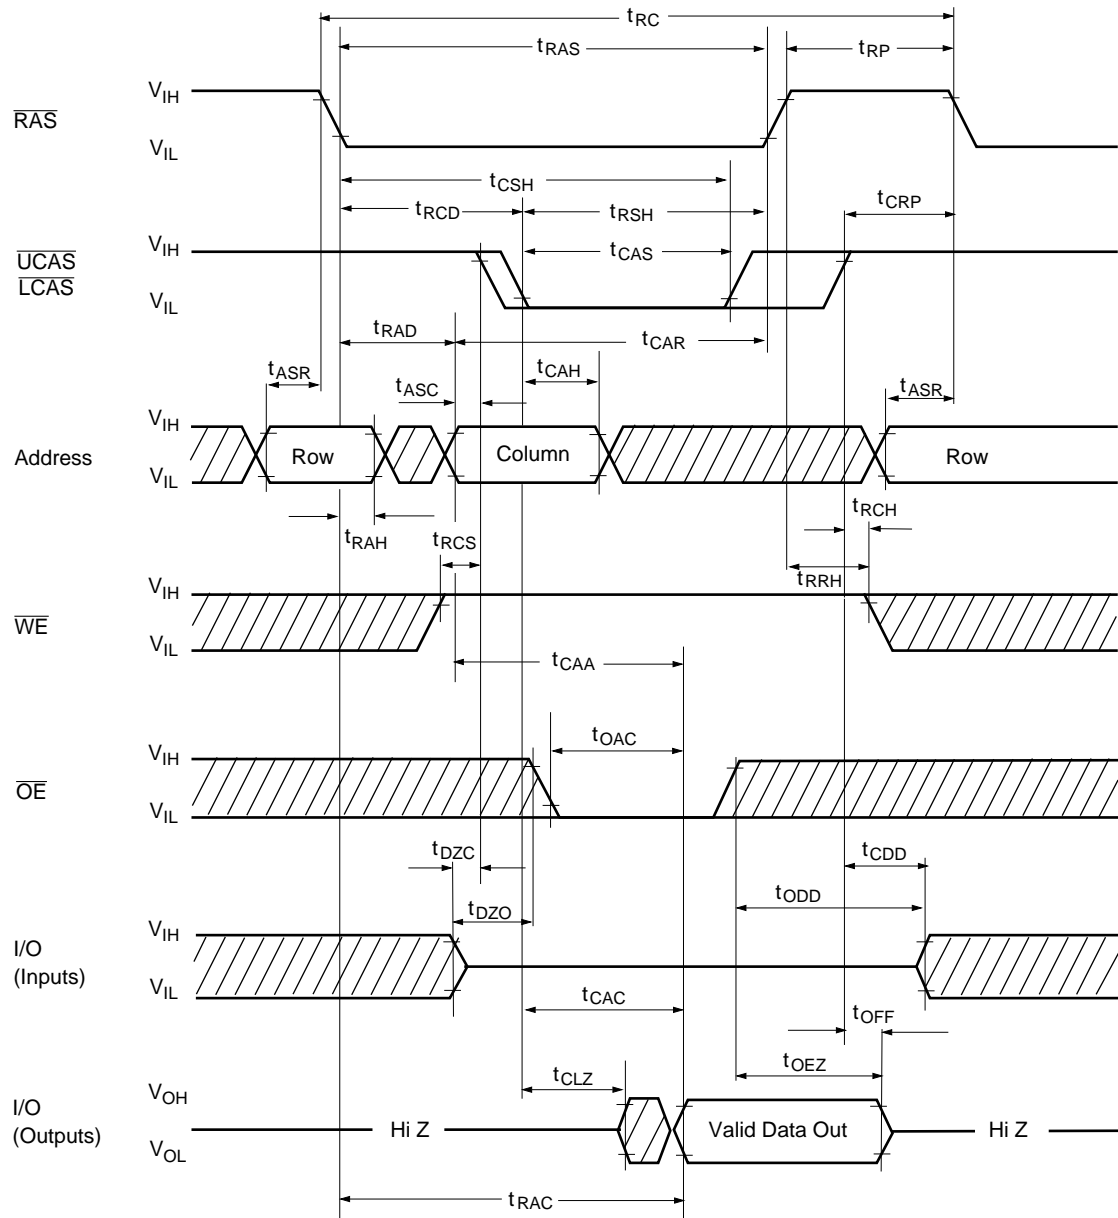 tRC
tRAS
tRP
VIH
RAS
VIL
tCSH
tRCD
tRSH
tCRP
VIH
UCAS
tCAS
LCAS
VIL
tRAD
tCAR
tASR
tASC
tCAH
tASR
VIH
Address
Row
Column
Row
VIL
tRCH
tRAH
tRCS
tRRH
VIH
WE
VIL
tCAA
tOAC
VIH
OE
VIL
tDZC
tCDD
tODD
tDZO
VIH
I/O
(Inputs)
VIL
tCAC
tOFF
tOEZ
tCLZ
VOH
I/O
(Outputs)
Hi Z
Valid Data Out
Hi Z
VOL
tRAC